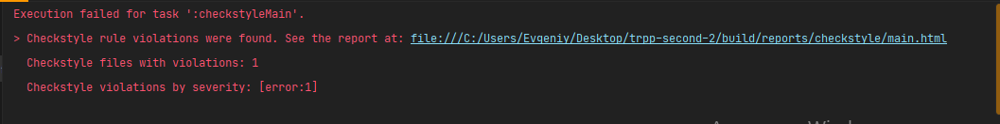 Execution failed for task ':checkstyleMain'.
> Checkstyle rule violations were found. See the report at: file:///C:/Users/Evgeniy/Desktop/trpp-second-2/build/reports/checkstyle/main.html
Checkstyle files with violations: 1
Checkstyle violations by severity: [error:1]